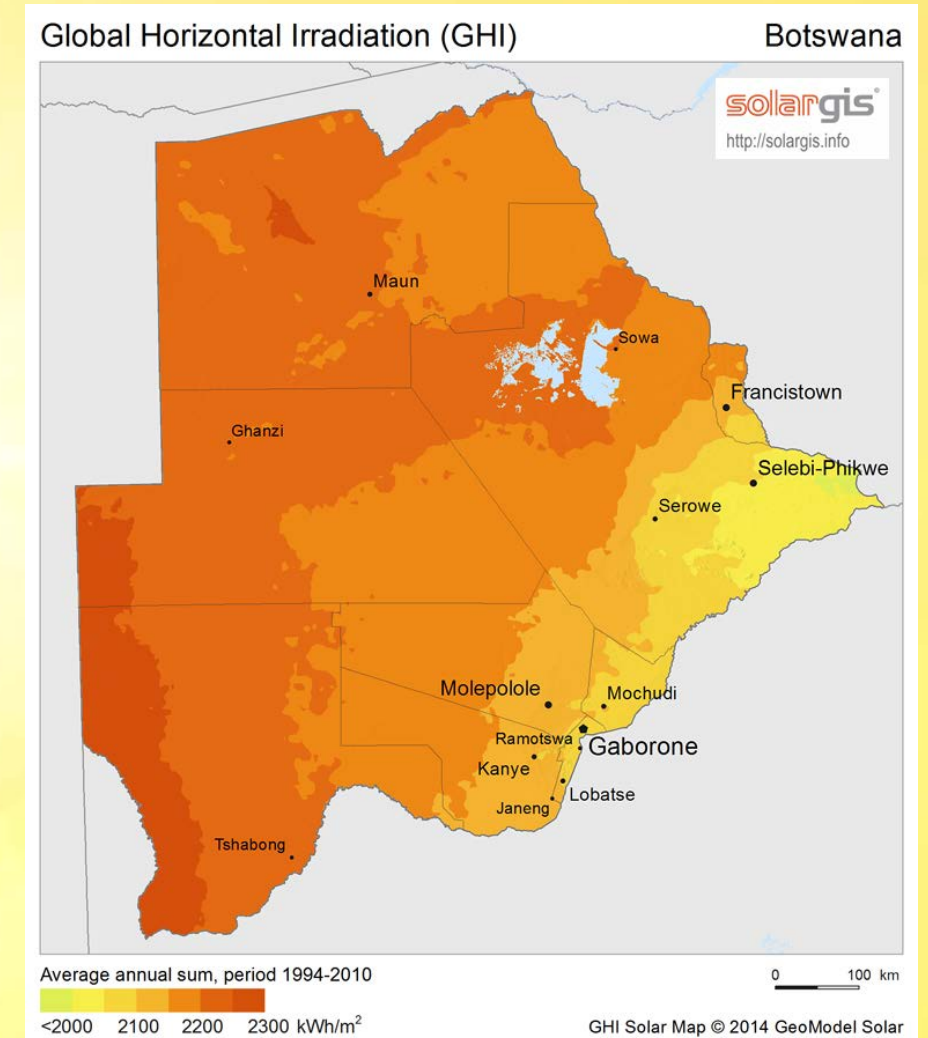 Global Horizontal Irradiation (GHI) Botswana
solargis
http://solargis.info
Maun
Sowa
Francistown
Ghanzi
Selebi-Phikwe
Serowe
Molepolole
Mochudi
Ramotswa
Gaborone
Kanye
Janeng
Lobatse
Tshabong
Average annual sum, period 1994-2010
0 100 km
<2000 2100 2200 2300 kWh/m²
GHI Solar Map © 2014 GeoModel Solar